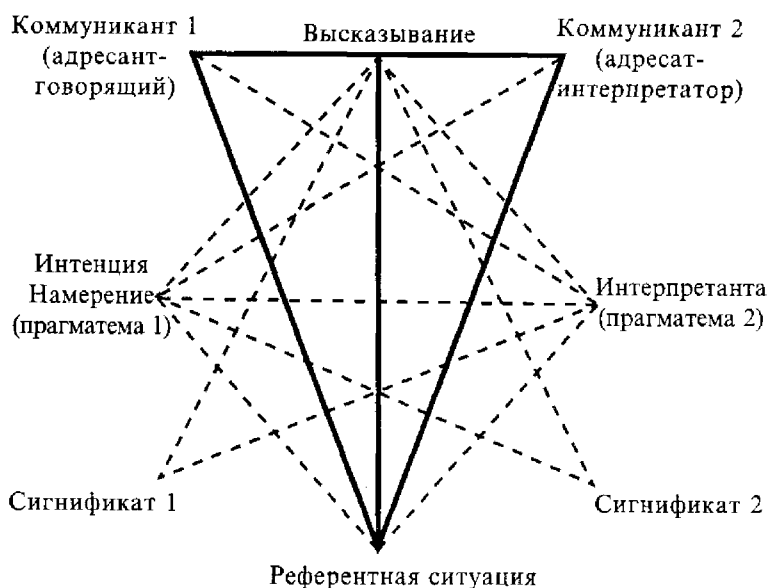 Коммуникант 1
(адресант-
говорящий)
Высказывание
Коммуникант 2
(адресат-
интерпретатор)
Интенция
Намерение
(прагматема 1)
Интерпретанта
(прагматема 2)
Сигнификат 1
Сигнификат 2
Референтная ситуация